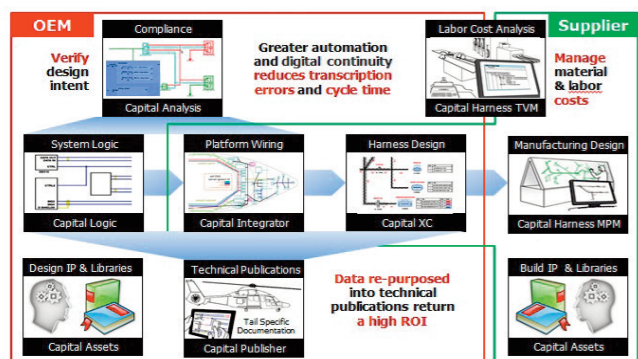 OEM
Supplier
Compliance
Capital Analysis
Verify
design
intent
Greater automation
and digital continuity
reduces transcription
errors and cycle time
Labor Cost Analysis
Capital Harness TVM
Manage
material
& labor
costs
System Logic
Capital Logic
Platform Wiring
Capital Integrator
Harness Design
Capital XC
Manufacturing Design
Capital Harness MPM
Design IP & Libraries
Capital Assets
Technical Publications
Tail Specific
Documentation
Capital Publisher
Data re-purposed
into technical
publications return
a high ROI
Build IP & Libraries
Capital Assets